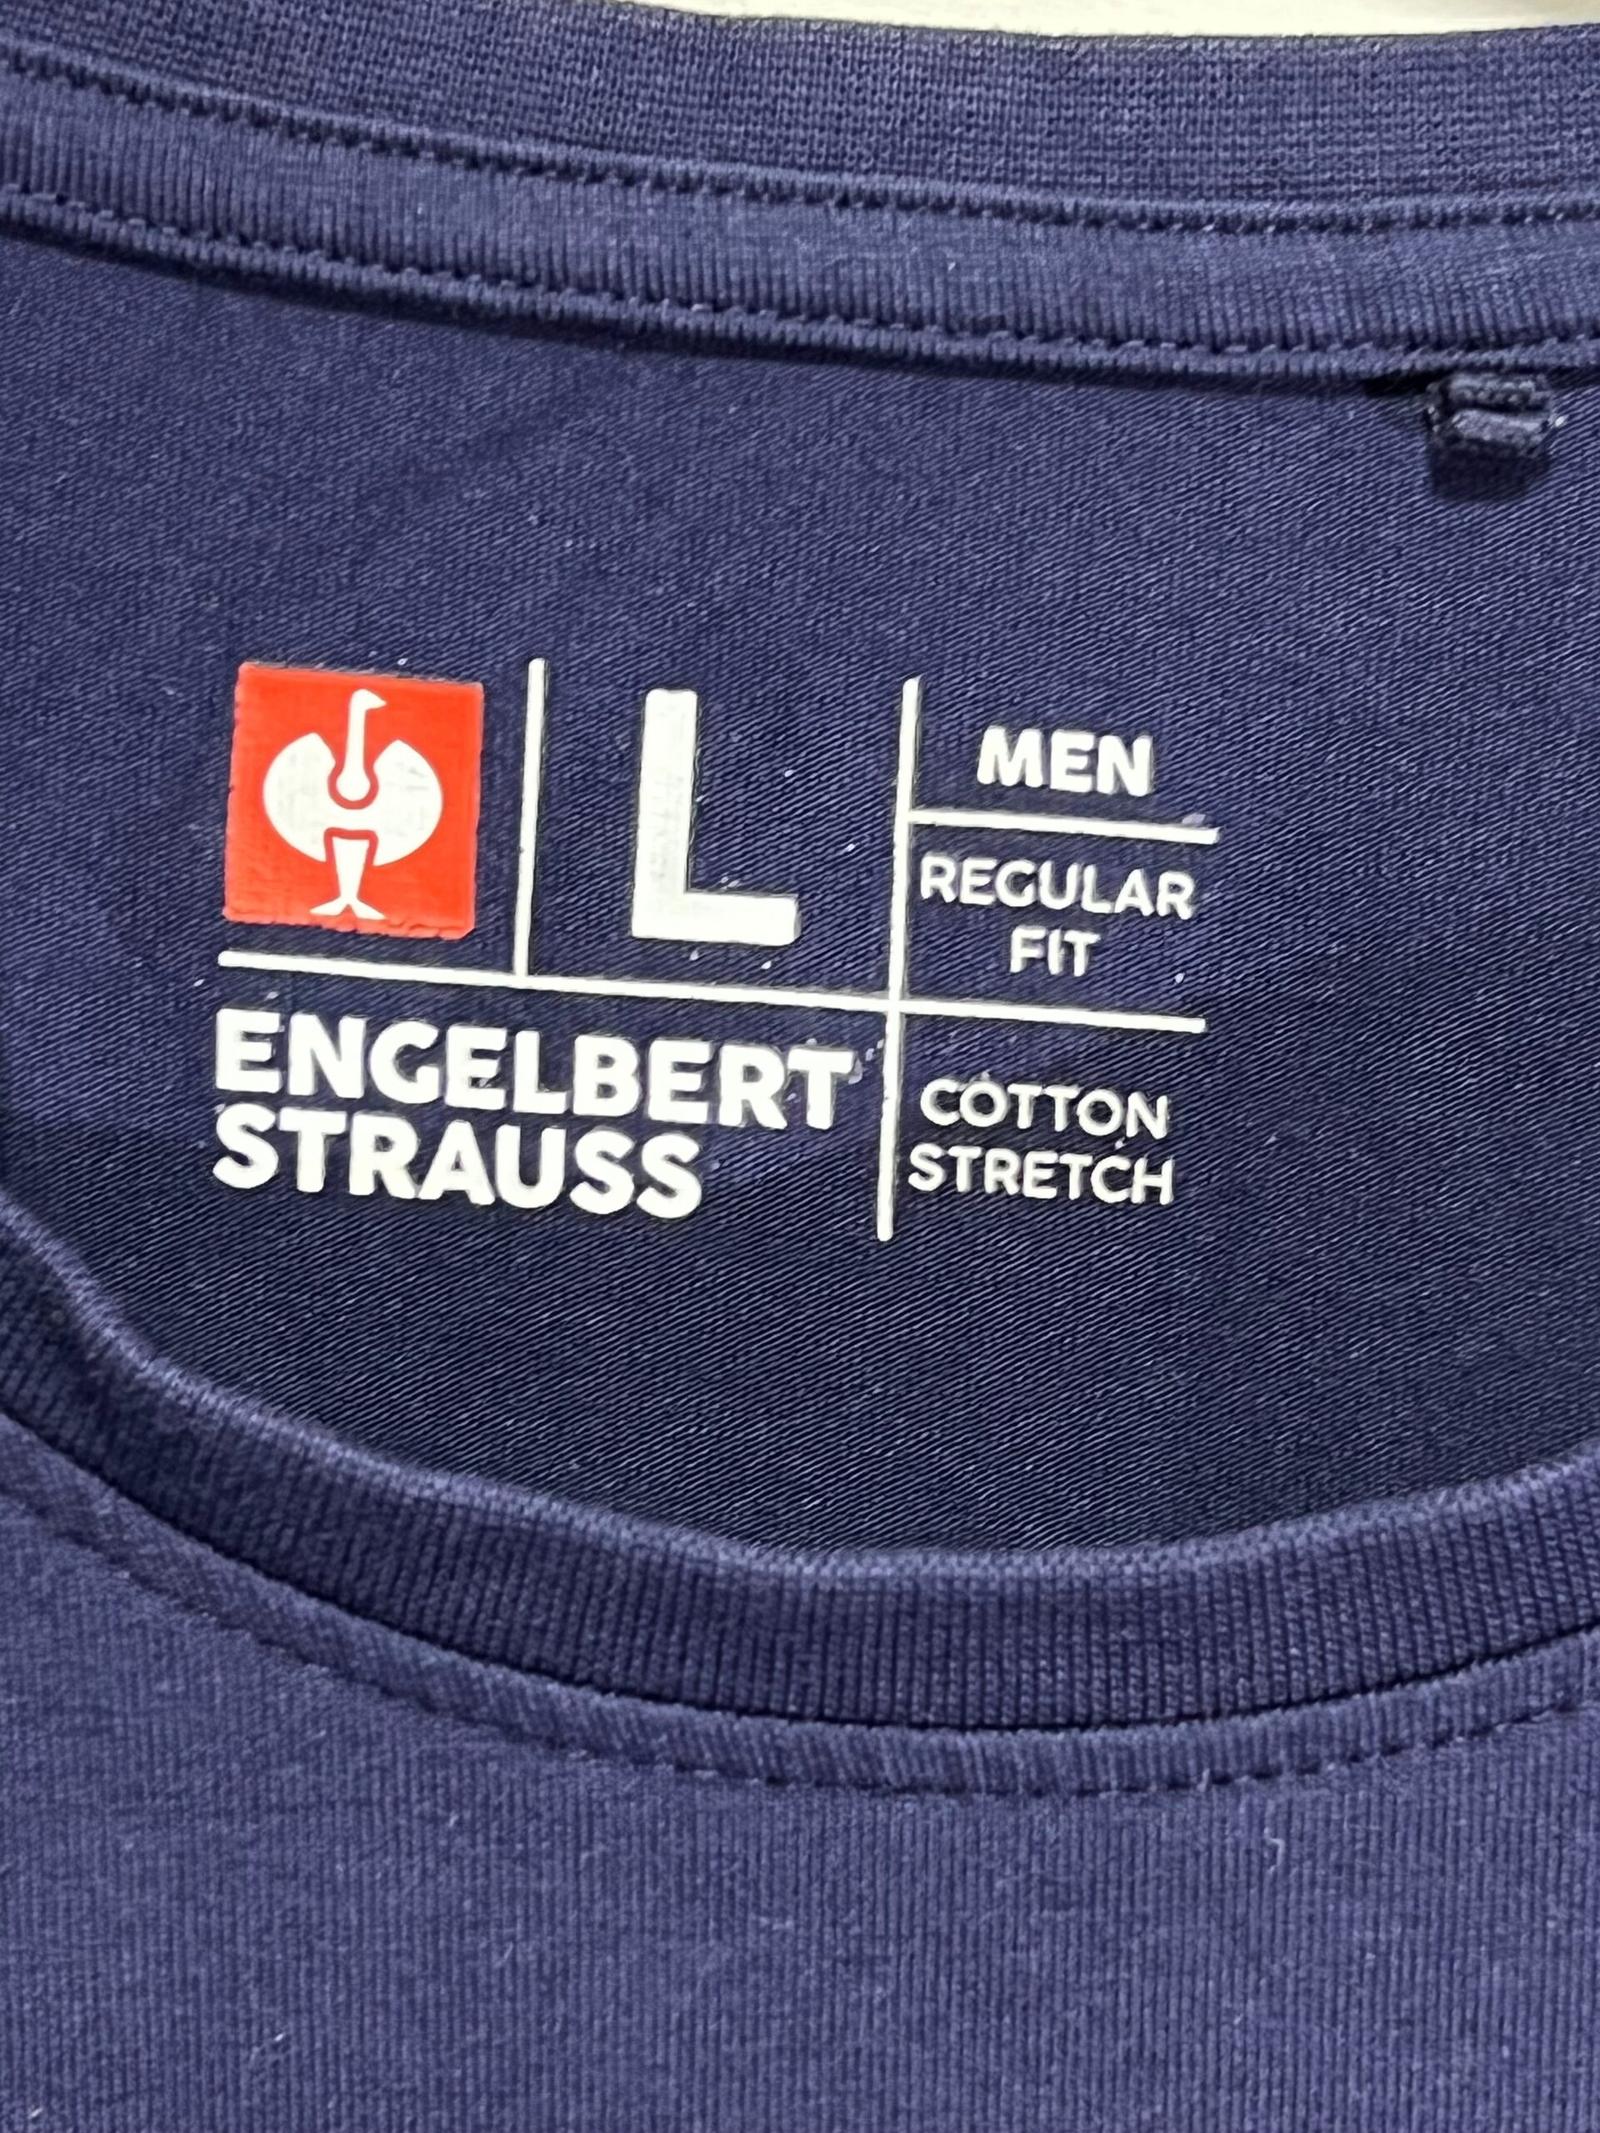 L
MEN
REGULAR
FIT
ENGELBERT
STRAUSS
COTTON
STRETCH